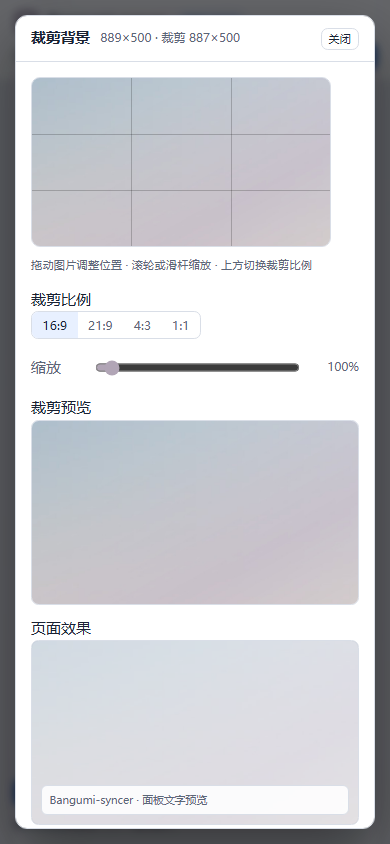 裁剪背景 889×500 · 裁剪 887×500 关闭
拖动图片调整位置 · 滚轮或滑杆缩放 · 上方切换裁剪比例
裁剪比例
16:9 21:9 4:3 1:1
缩放 100%
裁剪预览
页面效果
Bangumi-syncer · 面板文字预览